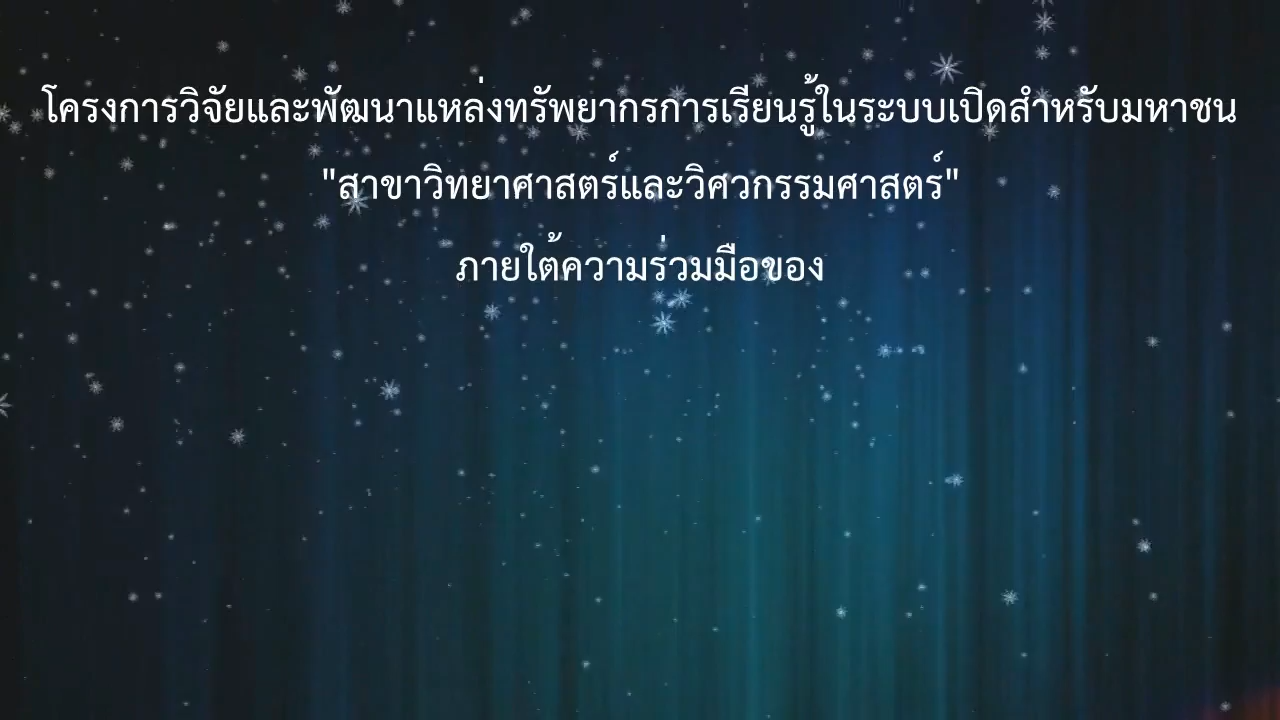 โครงการวิจัยและพัฒนาแหล่งทรัพยากรการเรียนรู้ในระบบเปิดสำหรับมหาชน
"สาขาวิทยาศาสตร์และวิศวกรรมศาสตร์"
ภายใต้ความร่วมมือของ